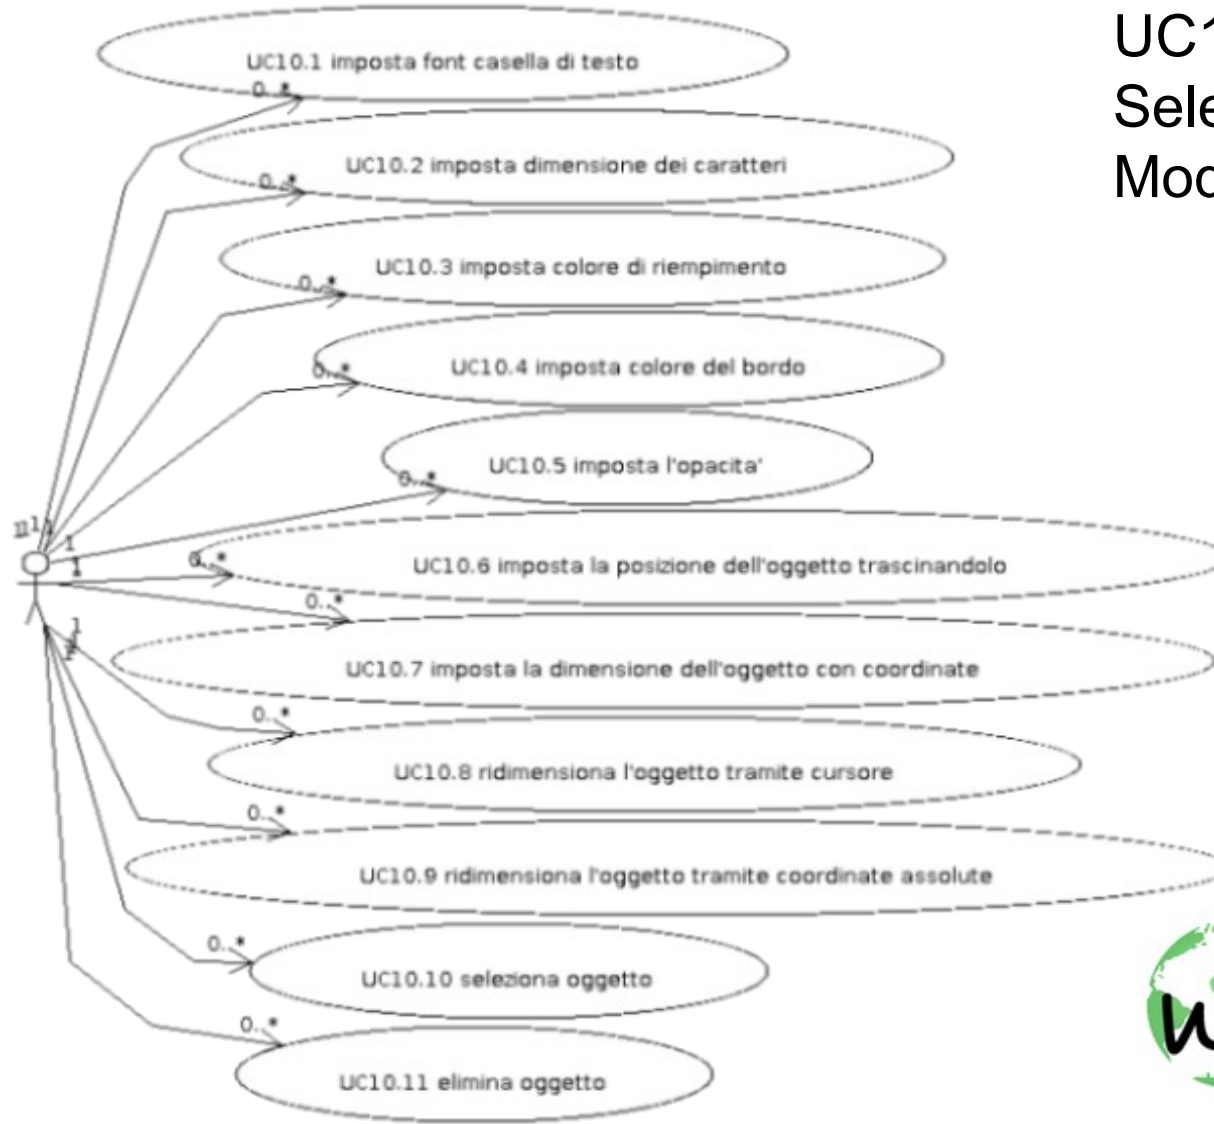 UC10.1 imposta font casella di testo
0..*
UC10.2 imposta dimensione dei caratteri
0..*
UC10.3 imposta colore di riempimento
0..*
UC10.4 imposta colore del bordo
0..*
UC10.5 imposta l'opacita'
0..*
1
1
UC10.6 imposta la posizione dell'oggetto trascinandolo
0..*
0..*
1
UC10.7 imposta la dimensione dell'oggetto con coordinate
0..*
UC10.8 ridimensiona l'oggetto tramite cursore
0..*
UC10.9 ridimensiona l'oggetto tramite coordinate assolute
0..*
UC10.10 seleziona oggetto
0..*
UC10.11 elimina oggetto